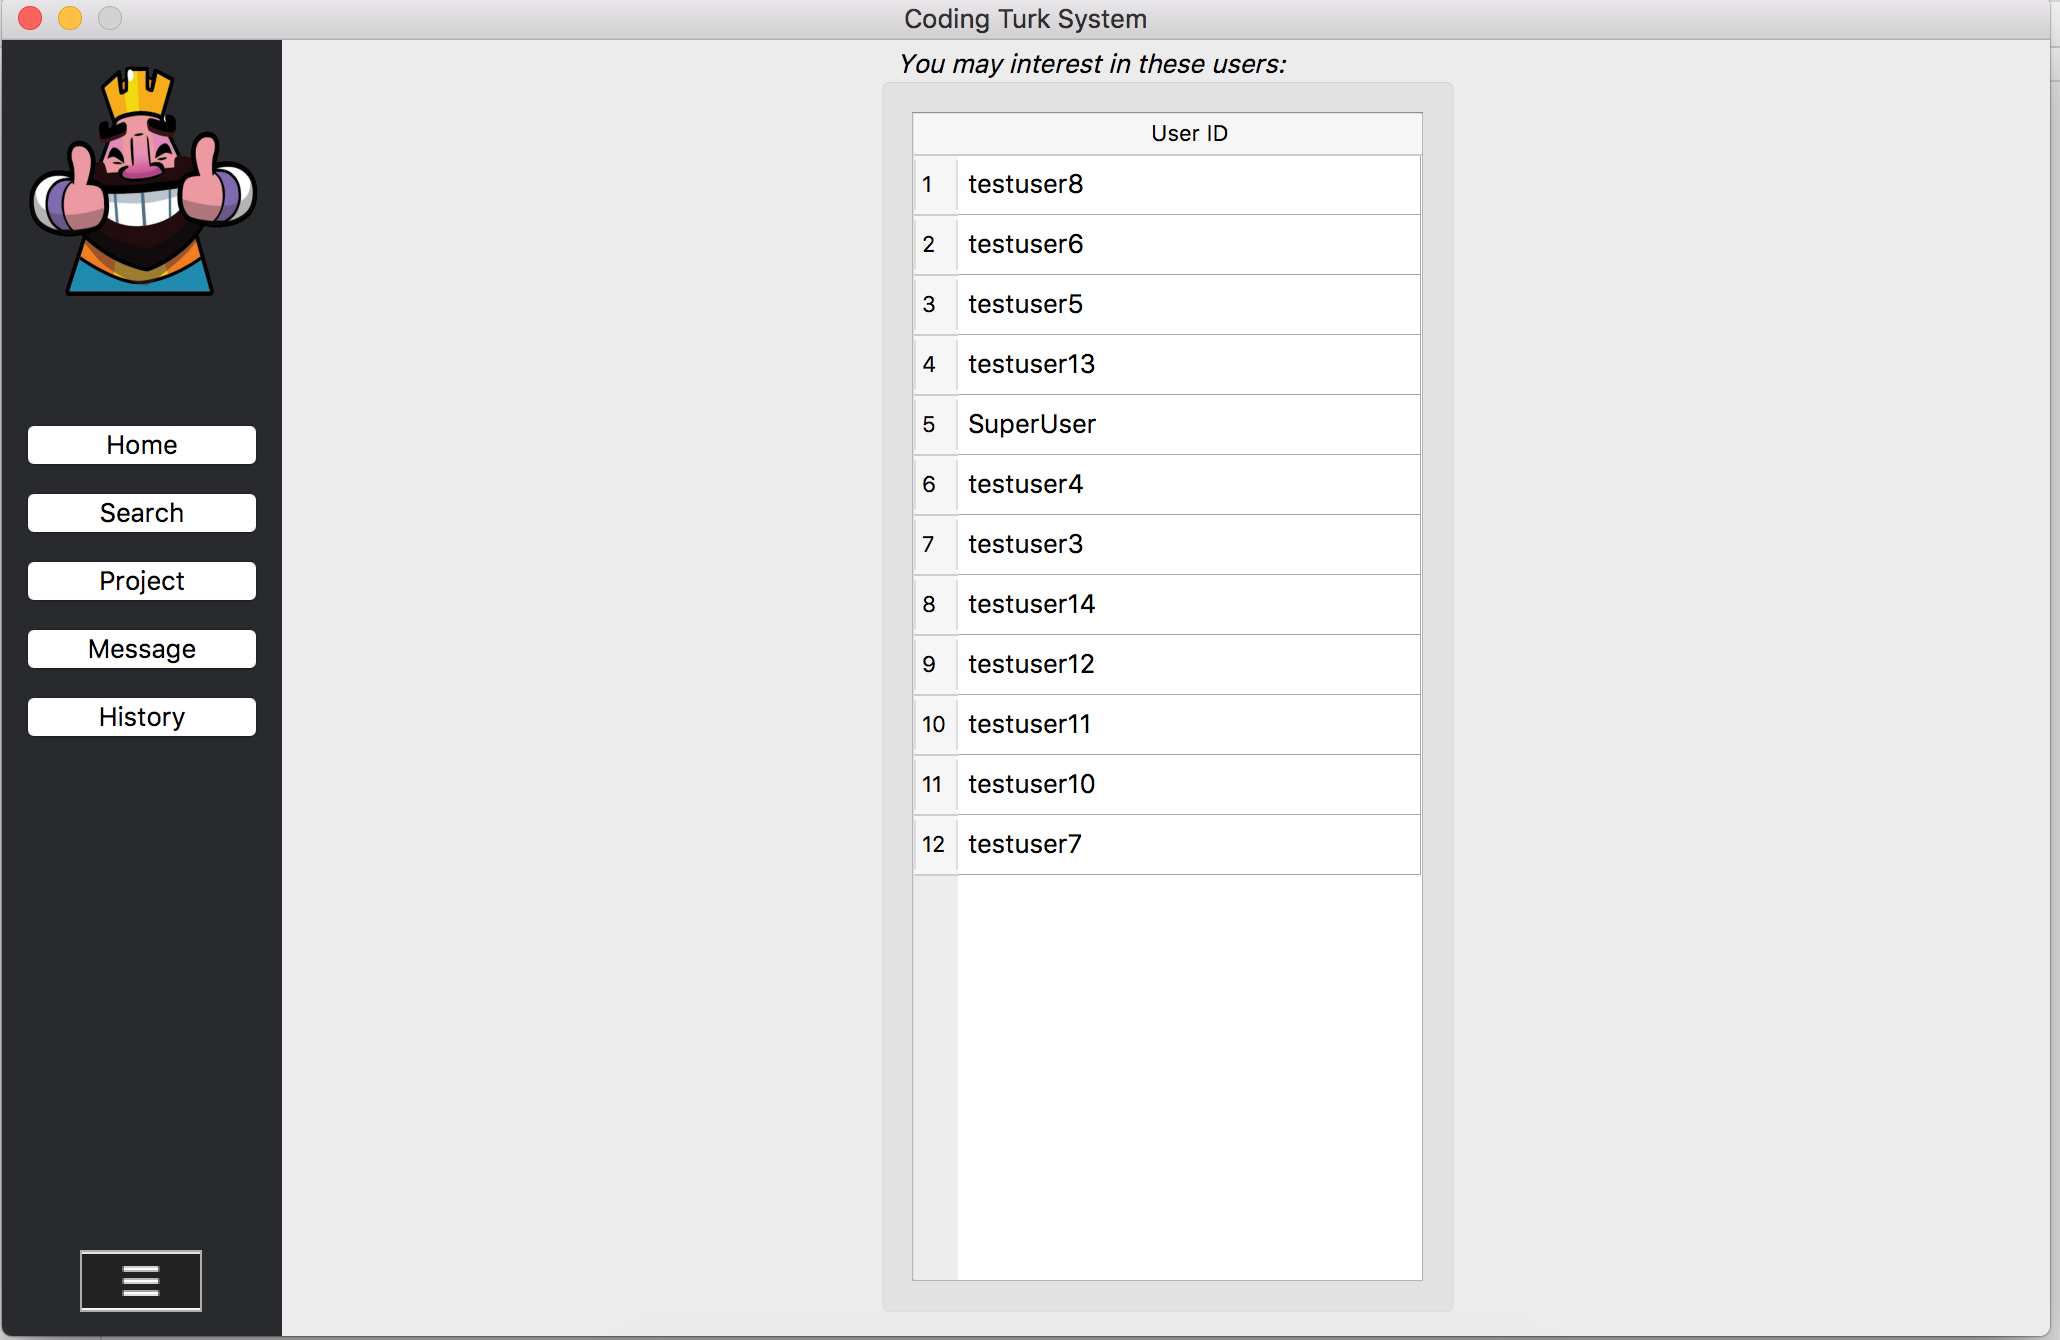 Coding Turk System
You may interest in these users:
Home
Search
Project
Message
History
User ID
1 testuser8
2 testuser6
3 testuser5
4 testuser13
5 SuperUser
6 testuser4
7 testuser3
8 testuser14
9 testuser12
10 testuser11
11 testuser10
12 testuser7